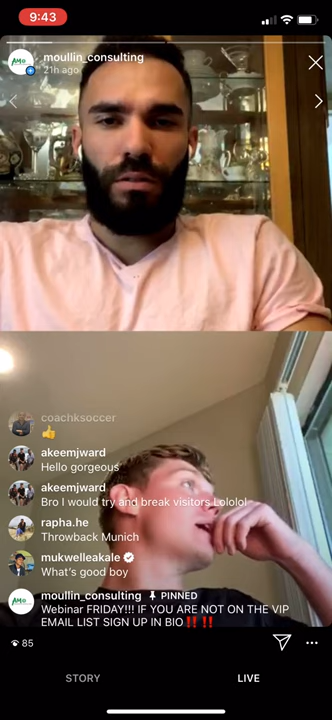 9:43
AMO
moullin_consulting
21h ago
coachksoccer
👍
akeemjward
Hello gorgeous
akeemjward
Bro I would try and break visitors Lololol
rapha.he
Throwback Munich
mukwelleakale
What's good boy
moullin_consulting PINNED
Webinar FRIDAY!!! IF YOU ARE NOT ON THE VIP
EMAIL LIST SIGN UP IN BIO‼️ ‼️
85
STORY LIVE